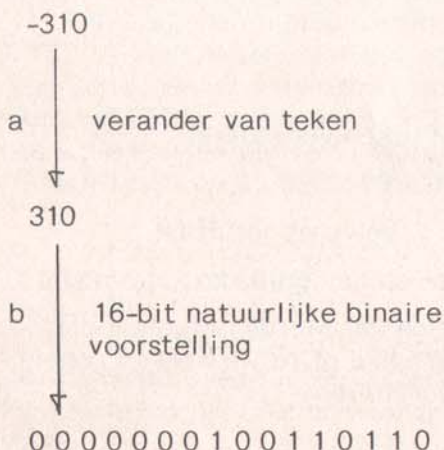 -310
a verander van teken
310
b 16-bit natuurlijke binaire
voorstelling
0 0 0 0 0 0 0 1 0 0 1 1 0 1 1 0